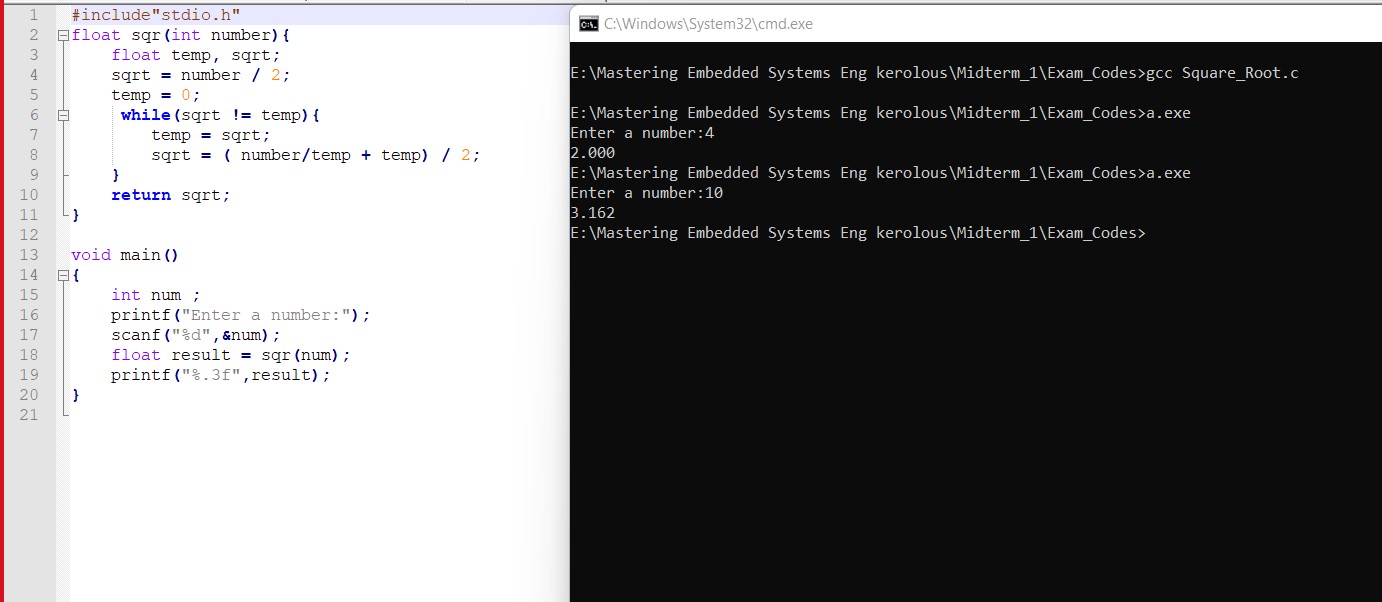 1 #include"stdio.h"
2 float sqr(int number){
3 float temp, sqrt;
4 sqrt = number / 2;
5 temp = 0;
6 while(sqrt != temp){
7 temp = sqrt;
8 sqrt = ( number/temp + temp) / 2;
9 }
10 return sqrt;
11 }
12
13 void main()
14 {
15 int num ;
16 printf("Enter a number:");
17 scanf("%d",&num);
18 float result = sqr(num);
19 printf("%.3f",result);
20 }
21
C:\Windows\System32\cmd.exe
E:\Mastering Embedded Systems Eng kerolous\Midterm_1\Exam_Codes>gcc Square_Root.c
E:\Mastering Embedded Systems Eng kerolous\Midterm_1\Exam_Codes>a.exe
Enter a number:4
2.000
E:\Mastering Embedded Systems Eng kerolous\Midterm_1\Exam_Codes>a.exe
Enter a number:10
3.162
E:\Mastering Embedded Systems Eng kerolous\Midterm_1\Exam_Codes>